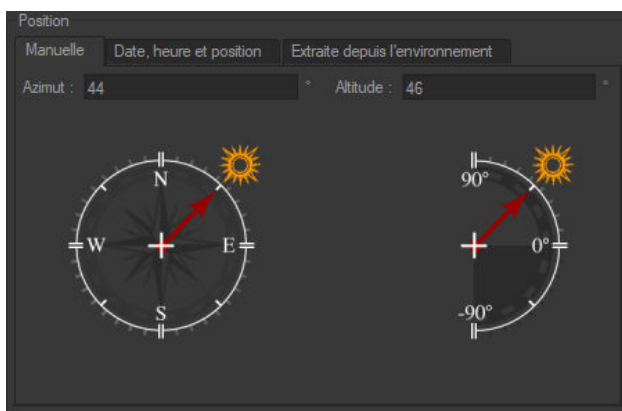 Position
Manuelle Date, heure et position Extraite depuis l'environnement
Azimut : 44 ° Altitude : 46 °
N 90°
W E 0°
S -90°